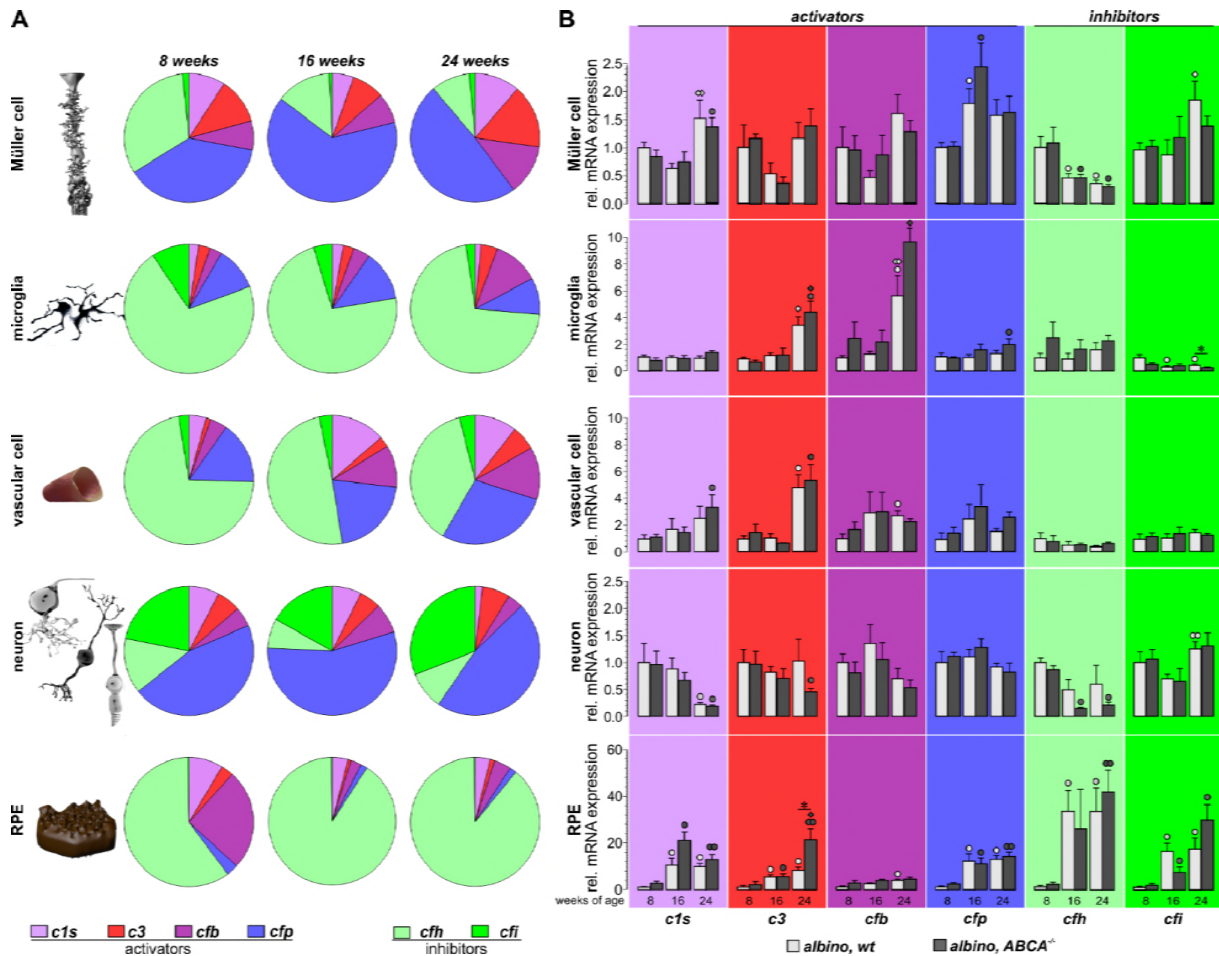 A
8 weeks 16 weeks 24 weeks
Müller cell
microglia
vascular cell
neuron
RPE
c1s c3 cfb cfp
activators
cfh cfi
inhibitors
B
activators inhibitors
Müller cell
rel. mRNA expression
2.5
2.0
1.5
1.0
0.5
0.0
microglia
rel. mRNA expression
10
8
6
4
2
0
*
vascular cell
rel. mRNA expression
10
8
6
4
2
0
neuron
rel. mRNA expression
2.5
2.0
1.5
1.0
0.5
0.0
RPE
rel. mRNA expression
60
40
20
0
*
weeks of age 8 16 24 8 16 24 8 16 24 8 16 24 8 16 24 8 16 24
c1s c3 cfb cfp cfh cfi
albino, wt albino, ABCA-/-